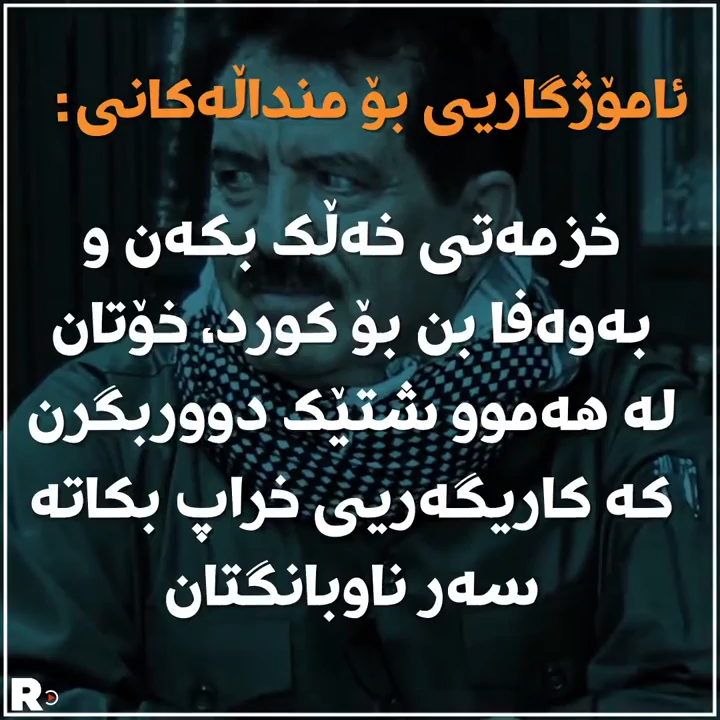 ئامۆژگاریی بۆ منداڵەکانی:
خزمەتی خەڵک بکەن و
بەوەفا بن بۆ کورد، خۆتان
لە هەموو شتێک دووربگرن
کە کاریگەریی خراپ بکاتە
سەر ناوبانگتان
R